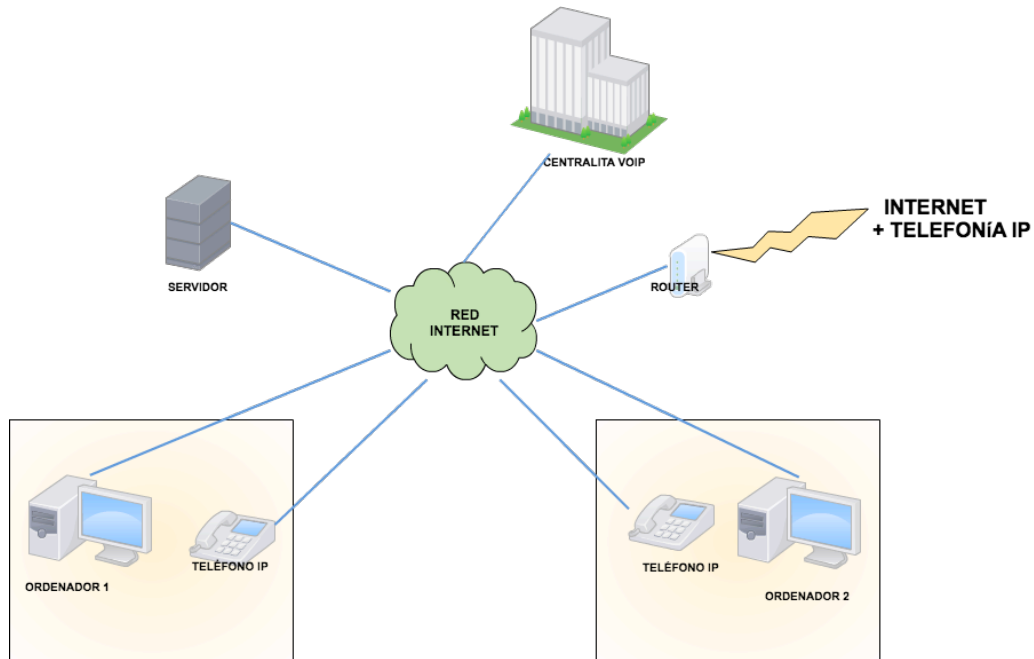 CENTRALITA VOIP
INTERNET
+ TELEFONíA IP
SERVIDOR
ROUTER
RED
INTERNET
TELÉFONO IP
ORDENADOR 1
TELÉFONO IP
ORDENADOR 2